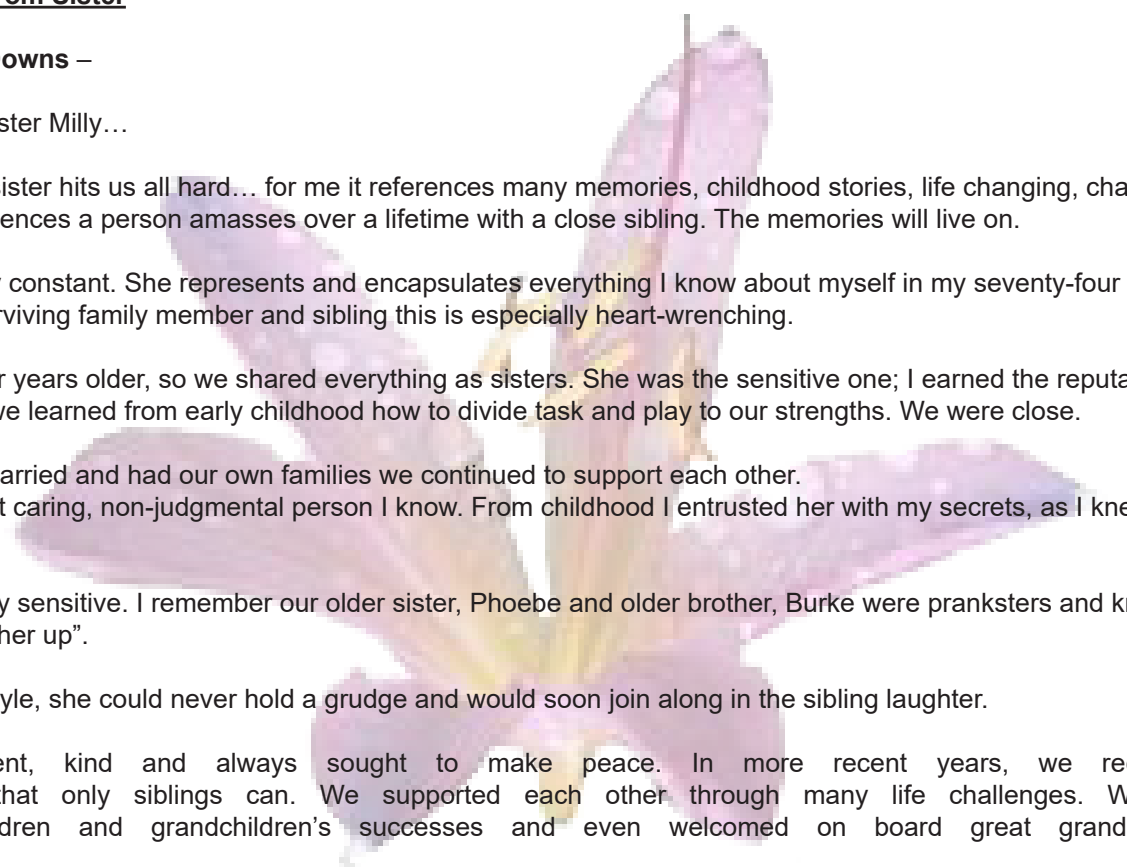 rom Sister
owns –
ster Milly…
sister hits us all hard… for me it references many memories, childhood stories, life changing, cha
ences a person amasses over a lifetime with a close sibling. The memories will live on.
constant. She represents and encapsulates everything I know about myself in my seventy-four
rviving family member and sibling this is especially heart-wrenching.
r years older, so we shared everything as sisters. She was the sensitive one; I earned the reputa
we learned from early childhood how to divide task and play to our strengths. We were close.
arried and had our own families we continued to support each other.
t caring, non-judgmental person I know. From childhood I entrusted her with my secrets, as I kne
y sensitive. I remember our older sister, Phoebe and older brother, Burke were pranksters and kn
her up”.
yle, she could never hold a grudge and would soon join along in the sibling laughter.
ent, kind and always sought to make peace. In more recent years, we re
that only siblings can. We supported each other through many life challenges. W
dren and grandchildren’s successes and even welcomed on board great grand